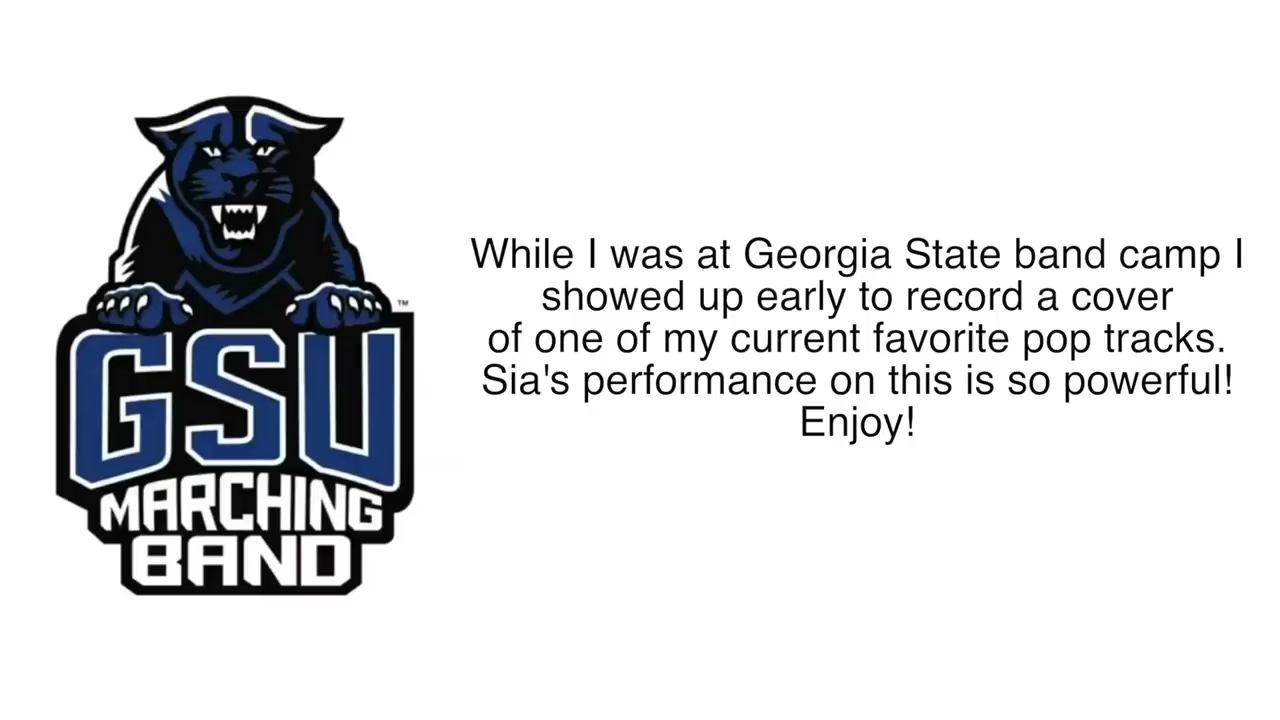 GSU
MARCHING
BAND
™
While I was at Georgia State band camp I
showed up early to record a cover
of one of my current favorite pop tracks.
Sia's performance on this is so powerful!
Enjoy!